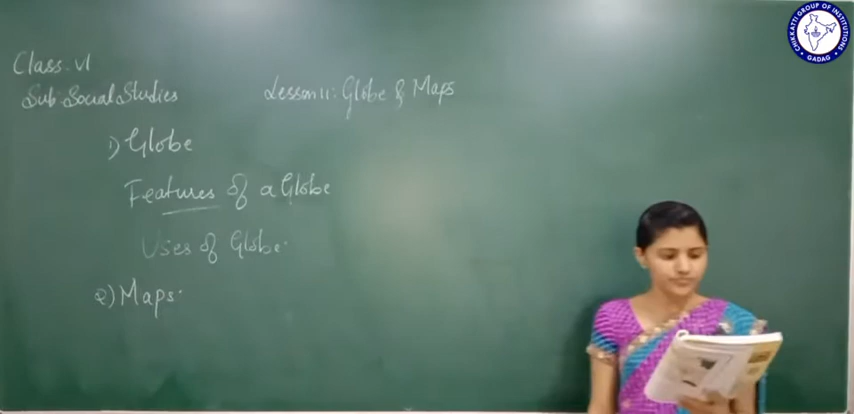 Class-VI
Sub-Social Studies
Lesson 11: Globe & Maps
1) Globe
Features of a Globe
Uses of Globe.
2) Maps.
CHIKKATTI GROUP OF INSTITUTIONS
GADAG